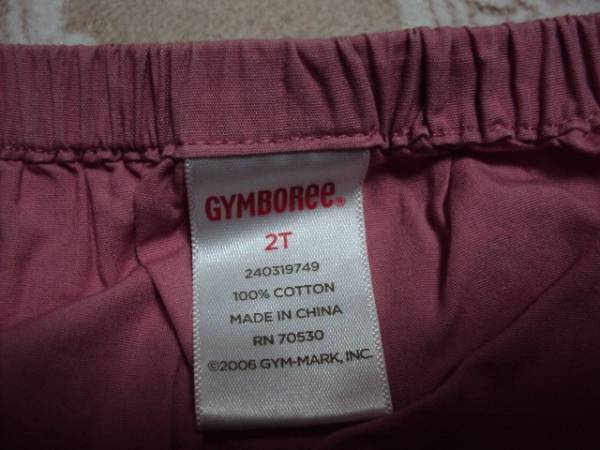 GYMBOREE®
2T
240319749
100% COTTON
MADE IN CHINA
RN 70530
©2006 GYM-MARK, INC.